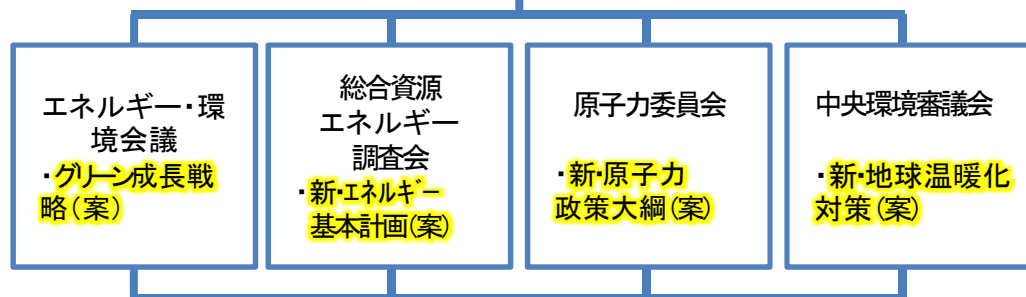 エネルギー・環
境会議
・グリーン成長戦
略(案)
総合資源
エネルギー
調査会
・新・エネルギー
基本計画(案)
原子力委員会
・新・原子力
政策大綱(案)
中央環境審議会
・新・地球温暖化
対策(案)